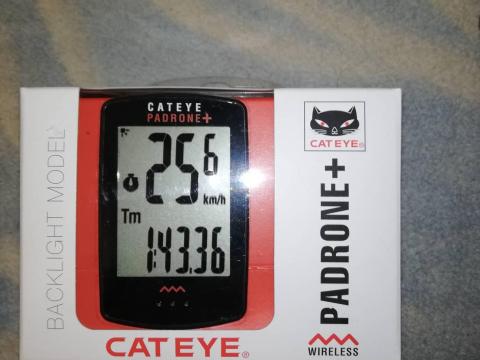 BACKLIGHT MODEL
CATEYE
PADRONE+
25.6
km/h
Tm
1:43.36
CATEYE®
CATEYE®
PADRONE+
WIRELESS